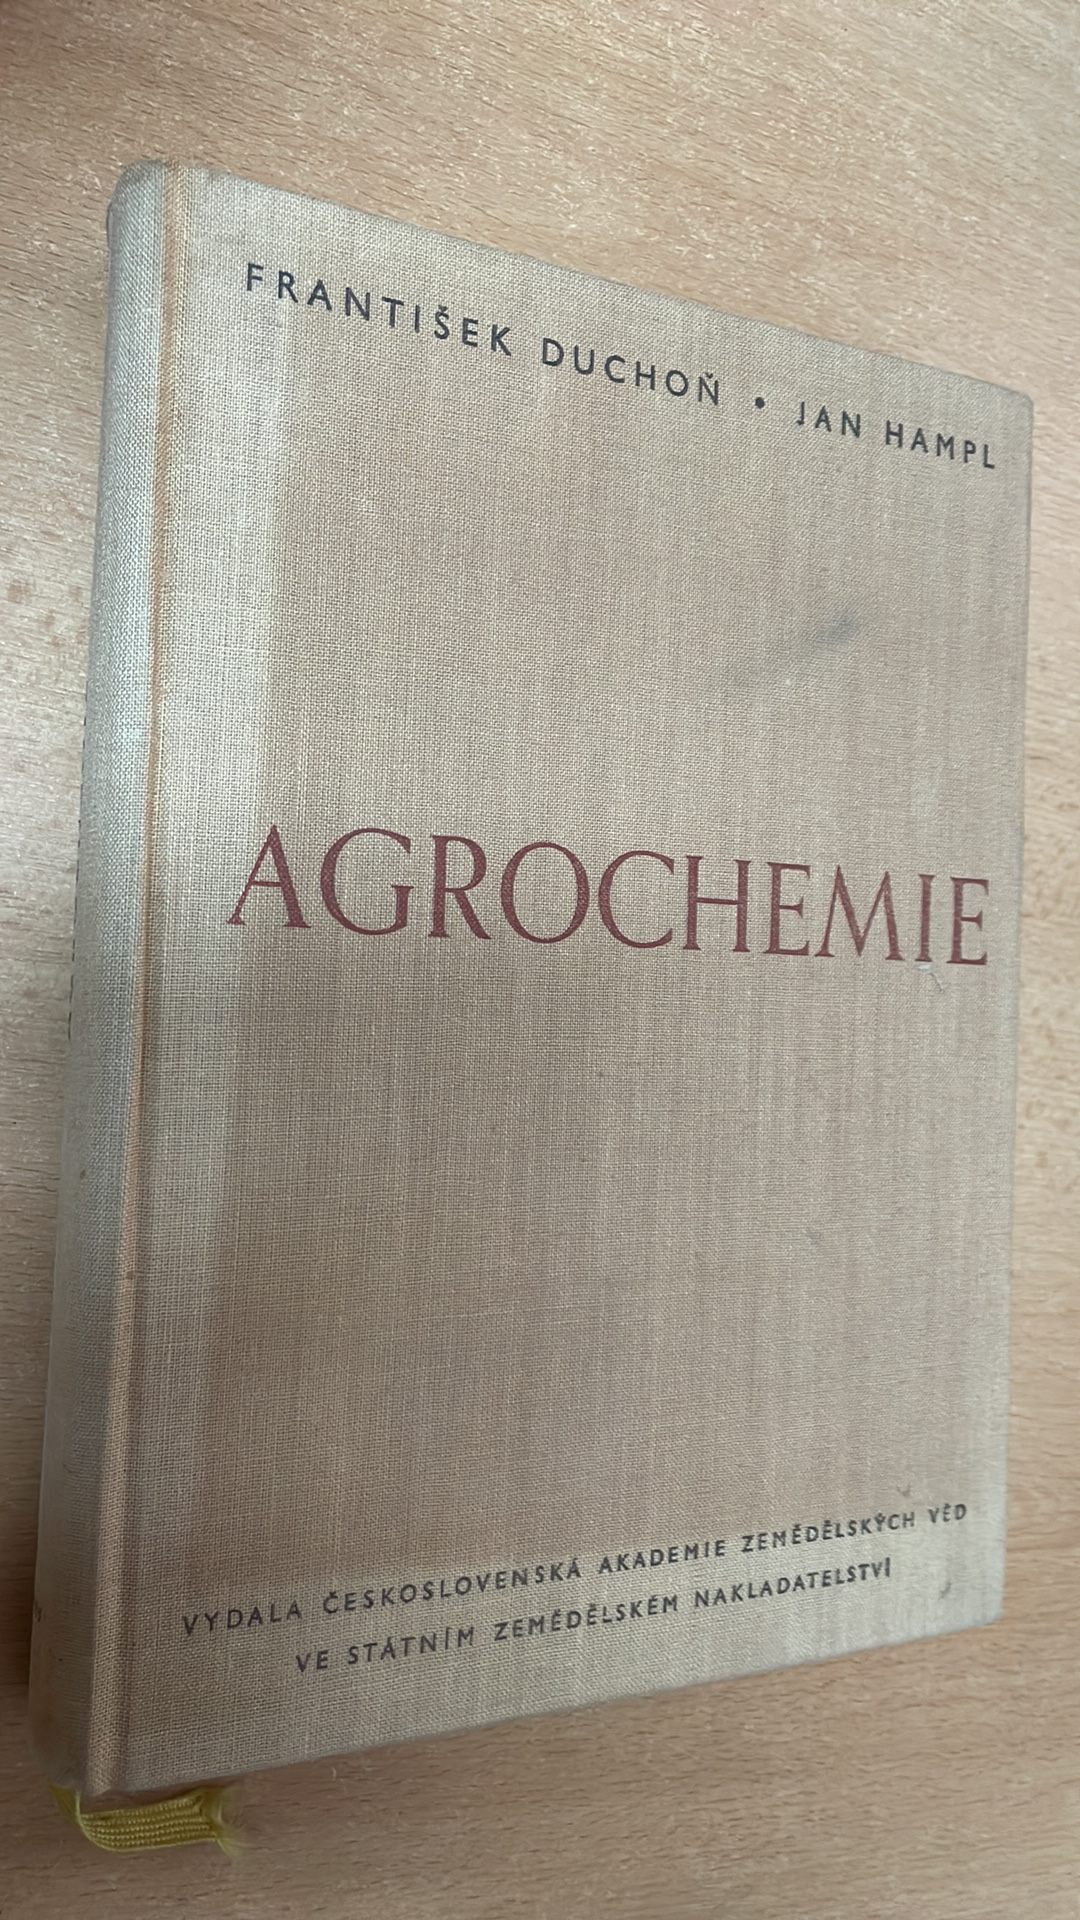 FRANTIŠEK DUCHOŇ • JAN HAMPL
AGROCHEMIE
VYDALA ČESKOSLOVENSKÁ AKADEMIE ZEMĚDĚLSKÝCH VĚD
VE STÁTNÍM ZEMĚDĚLSKÉM NAKLADATELSTVÍ